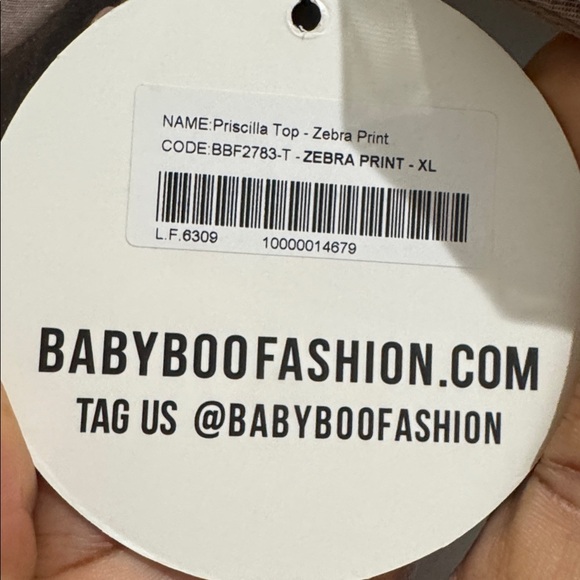 NAME:Priscilla Top - Zebra Print
CODE:BBF2783-T - ZEBRA PRINT - XL
L.F.6309 10000014679
BABYBOOFASHION.COM
TAG US @BABYBOOFASHION